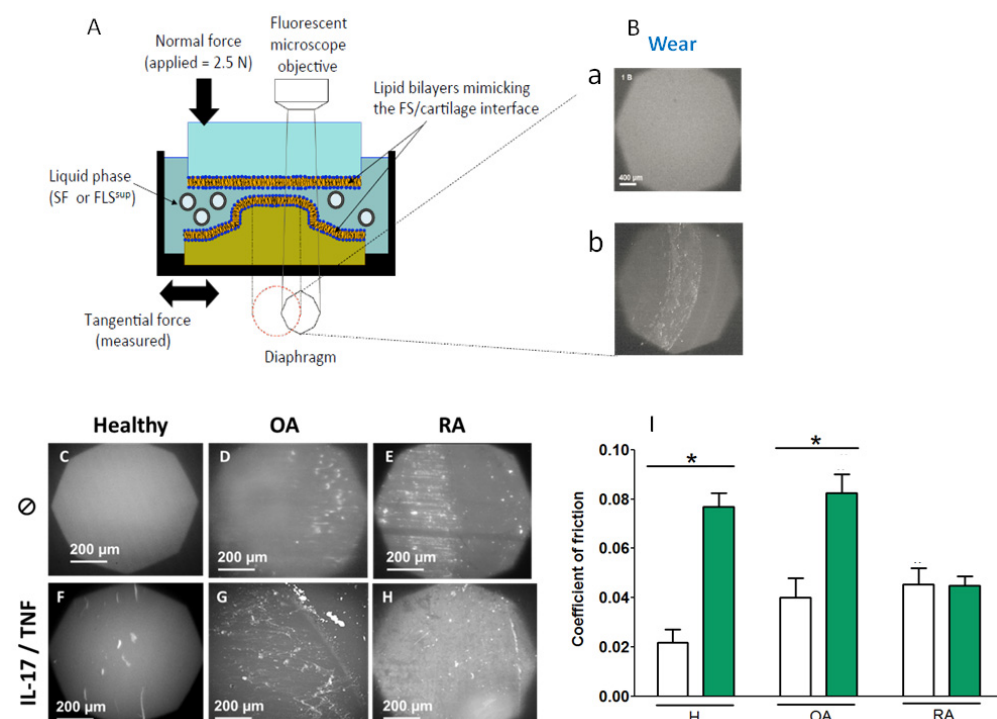 A
Normal force
(applied = 2.5 N)
Fluorescent
microscope
objective
Lipid bilayers mimicking
the FS/cartilage interface
Liquid phase
(SF or FLSsup)
Tangential force
(measured)
Diaphragm
B
Wear
a
1 B
400 µm
b
Healthy
OA
RA
∅
C
200 µm
D
200 µm
E
200 µm
IL-17 / TNF
F
200 µm
G
200 µm
H
200 µm
I
Coefficient of friction
0.10
0.08
0.06
0.04
0.02
0.00
*
*
H
OA
RA